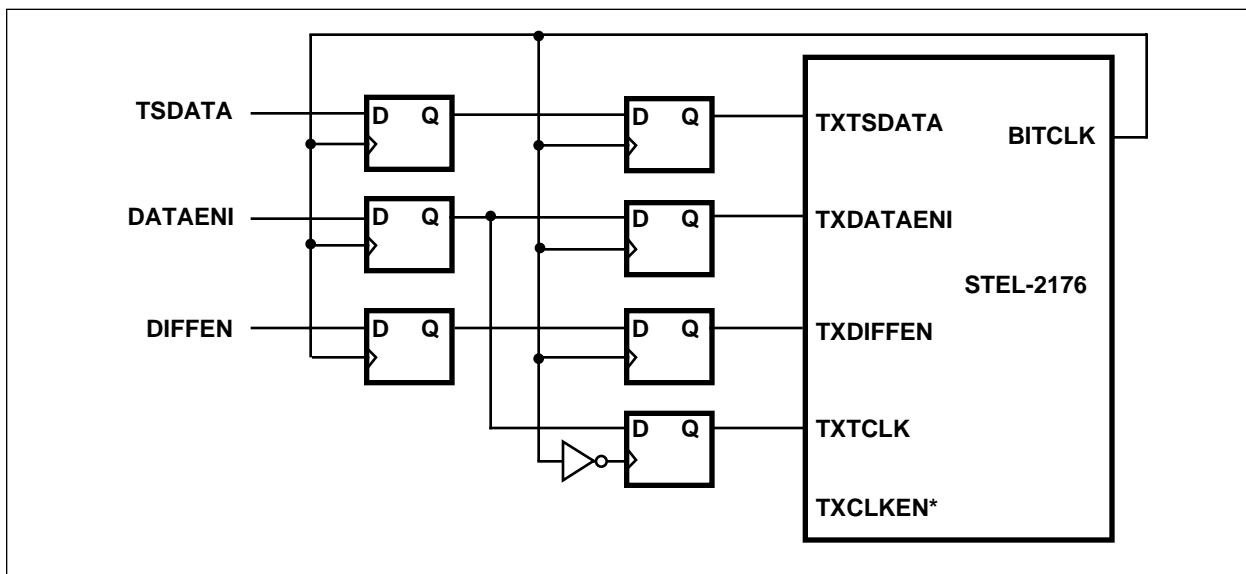 TSDATA
D Q
D Q
TXTSDATA
BITCLK
DATAENI
D Q
D Q
TXDATAENI
STEL-2176
DIFFEN
D Q
D Q
TXDIFFEN
D Q
TXTCLK
TXCLKEN*